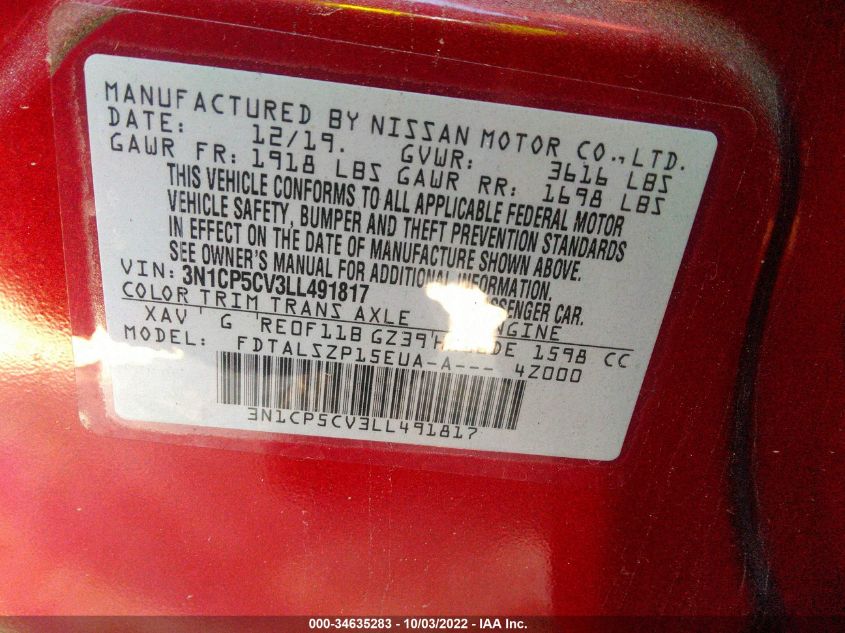 MANUFACTURED BY NISSAN MOTOR CO.,LTD.
DATE: 12/19. GVWR: 3616 LBS
GAWR FR: 1918 LBS GAWR RR: 1698 LBS
THIS VEHICLE CONFORMS TO ALL APPLICABLE FEDERAL MOTOR
VEHICLE SAFETY, BUMPER AND THEFT PREVENTION STANDARDS
IN EFFECT ON THE DATE OF MANUFACTURE SHOWN ABOVE.
SEE OWNER'S MANUAL FOR ADDITIONAL INFORMATION.
VIN: 3N1CP5CV3LL491817 CAR.
COLOR TRIM TRANS AXLE ENGINE
XAV G RE0F11B GZ39 1598 CC
MODEL: FDTALSZP15EUA-A--- 4Z000
3N1CP5CV3LL491817
000-34635283 - 10/03/2022 - IAA Inc.